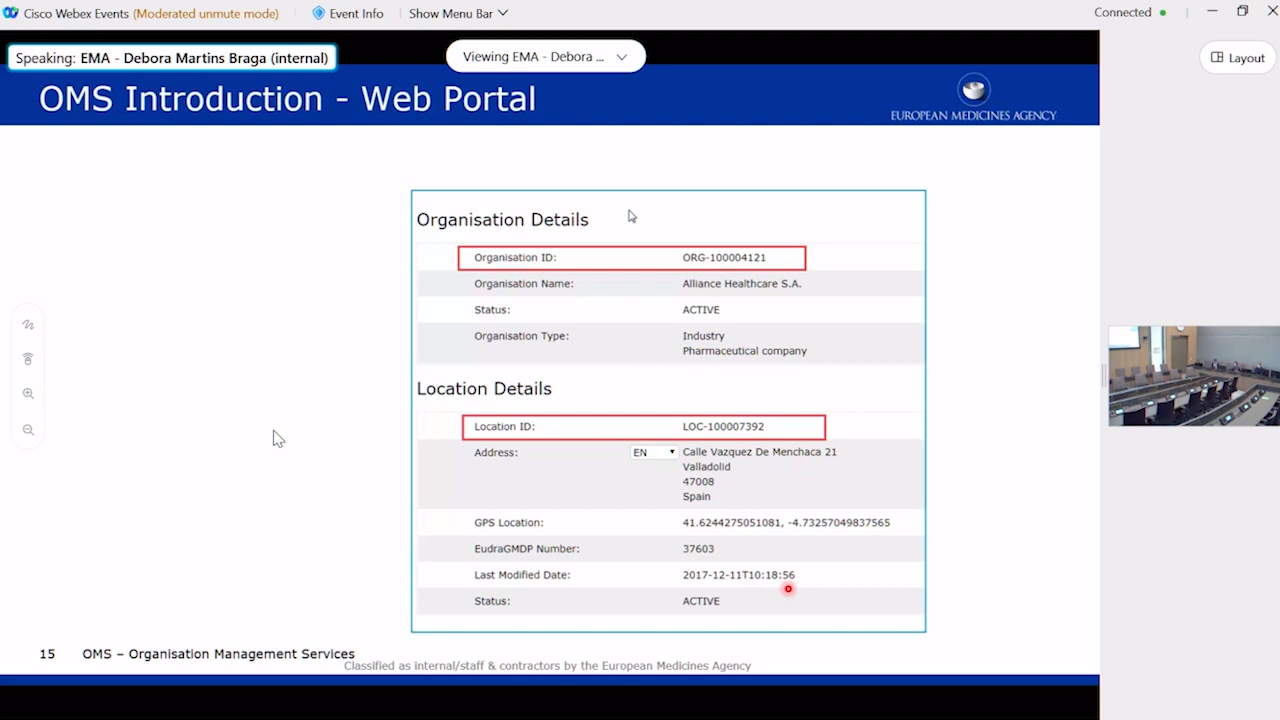 Cisco Webex Events (Moderated unmute mode) Event Info Show Menu Bar Connected
Speaking: EMA - Debora Martins Braga (internal) Viewing EMA - Debora ... Layout
OMS Introduction - Web Portal
EUROPEAN MEDICINES AGENCY
Organisation Details
Organisation ID: ORG-100004121
Organisation Name: Alliance Healthcare S.A.
Status: ACTIVE
Organisation Type: Industry
Pharmaceutical company
Location Details
Location ID: LOC-100007392
Address: EN Calle Vazquez De Menchaca 21
Valladolid
47008
Spain
GPS Location: 41.6244275051081, -4.73257049837565
EudraGMDP Number: 37603
Last Modified Date: 2017-12-11T10:18:56
Status: ACTIVE
15 OMS – Organisation Management Services
Classified as internal/staff & contractors by the European Medicines Agency